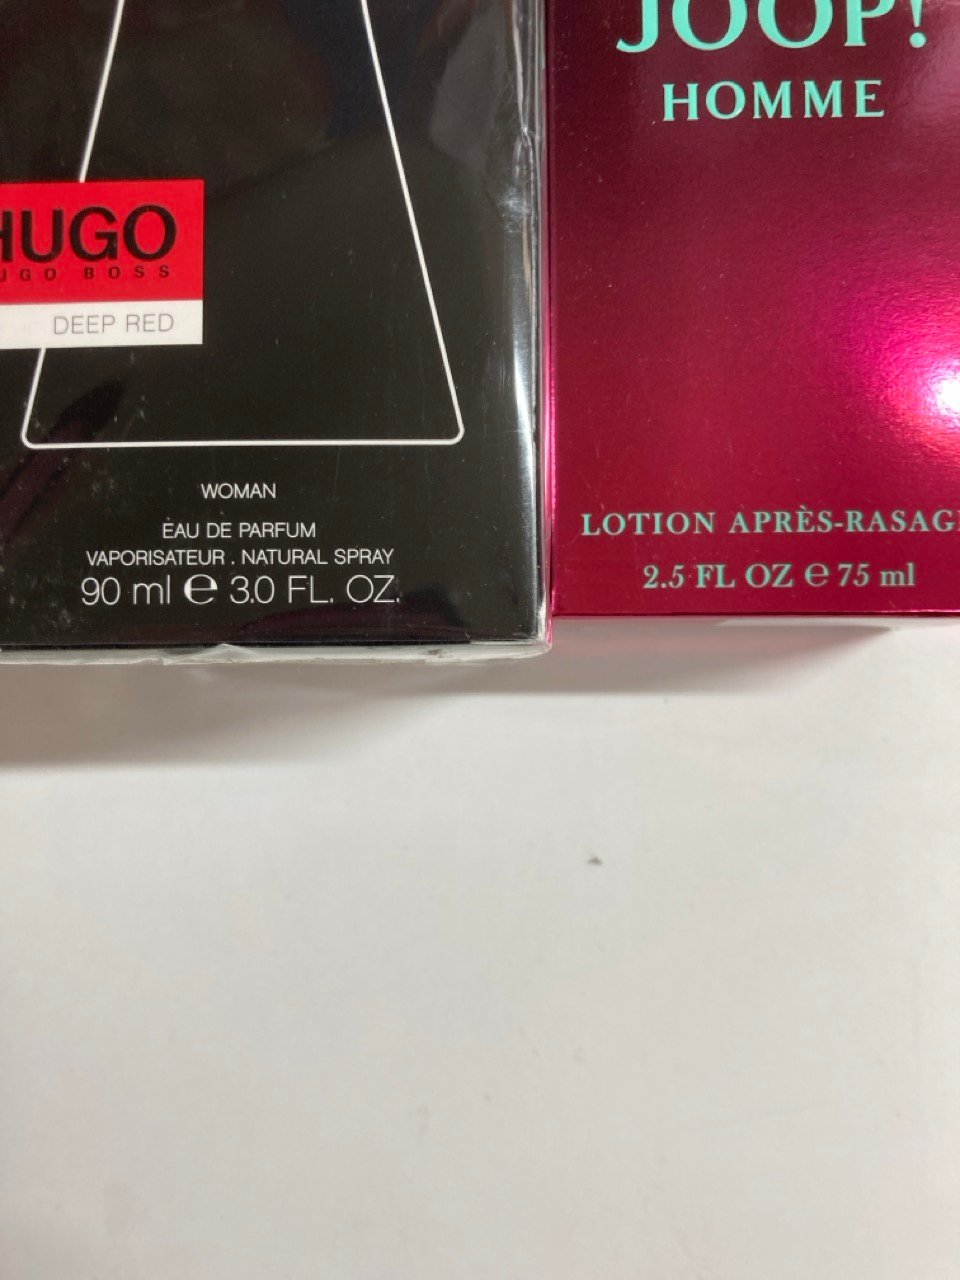 HUGO
HUGO BOSS
DEEP RED
WOMAN
EAU DE PARFUM
VAPORISATEUR . NATURAL SPRAY
90 ml ℮ 3.0 FL. OZ.
JOOP!
HOMME
LOTION APRÈS-RASAGE
2.5 FL OZ ℮ 75 ml